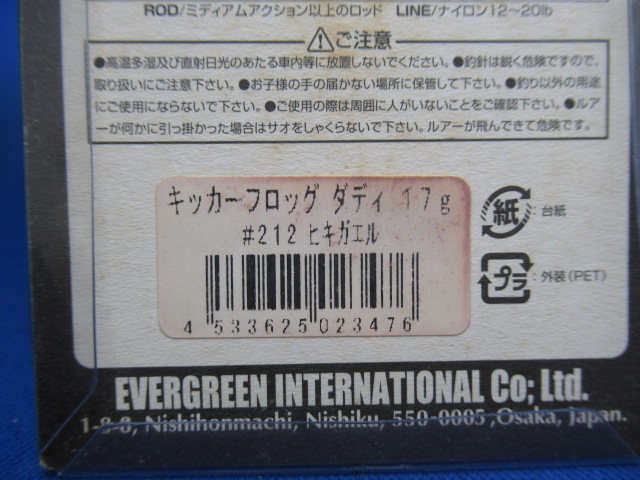 ROD/ミディアムアクション以上のロッド LINE/ナイロン12〜20lb
ご注意
●高温多湿及び直射日光のあたる車内等に放置しないでください。●釣針は鋭く危険ですので、
取り扱いにご注意下さい。●お子様の手の届かない場所に保管して下さい。●釣り以外の用途
にご使用にならないで下さい。●ご使用の際は周囲に人がいないことをご確認下さい。●ルアー
が何かに引っ掛かった場合はサオをしゃくらないで下さい。ルアーが飛んできて危険です。
キッカーフロッグ ダディ 17g
#212 ヒキガエル
4 533625 023476
紙 :台紙
プラ :外装(PET)
EVERGREEN INTERNATIONAL Co; Ltd.
1-8-8, Nishihonmachi, Nishiku, 550-0005 ,Osaka, Japan.